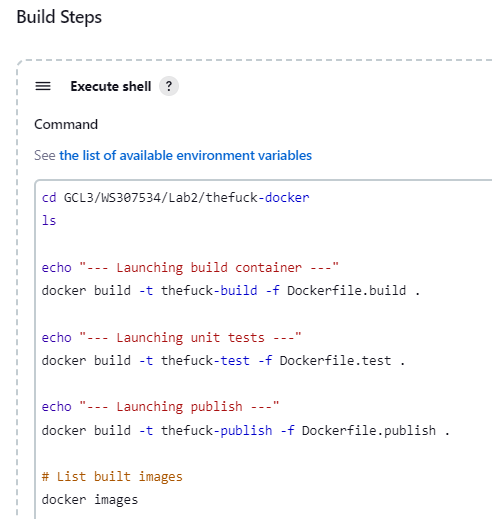 Build Steps
Execute shell ?
Command
See the list of available environment variables
cd GCL3/WS307534/Lab2/thefuck-docker
ls
echo "--- Launching build container ---"
docker build -t thefuck-build -f Dockerfile.build .
echo "--- Launching unit tests ---"
docker build -t thefuck-test -f Dockerfile.test .
echo "--- Launching publish ---"
docker build -t thefuck-publish -f Dockerfile.publish .
# List built images
docker images